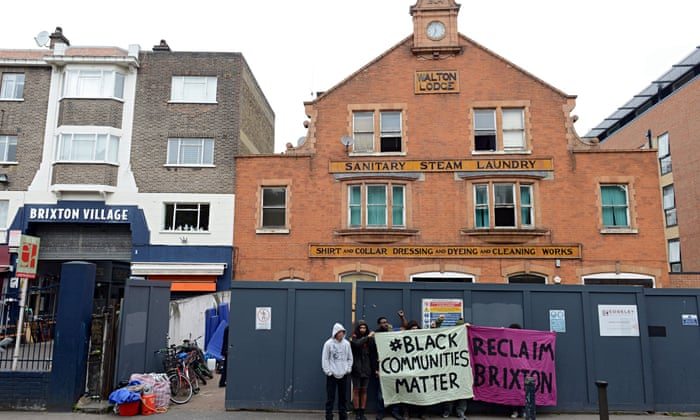 WALTON
LODGE
SANITARY STEAM LAUNDRY
BRIXTON VILLAGE
SHIRT AND COLLAR DRESSING AND DYEING AND CLEANING WORKS
#BLACK
COMMUNITIES
MATTER
RECLAIM
BRIXTON